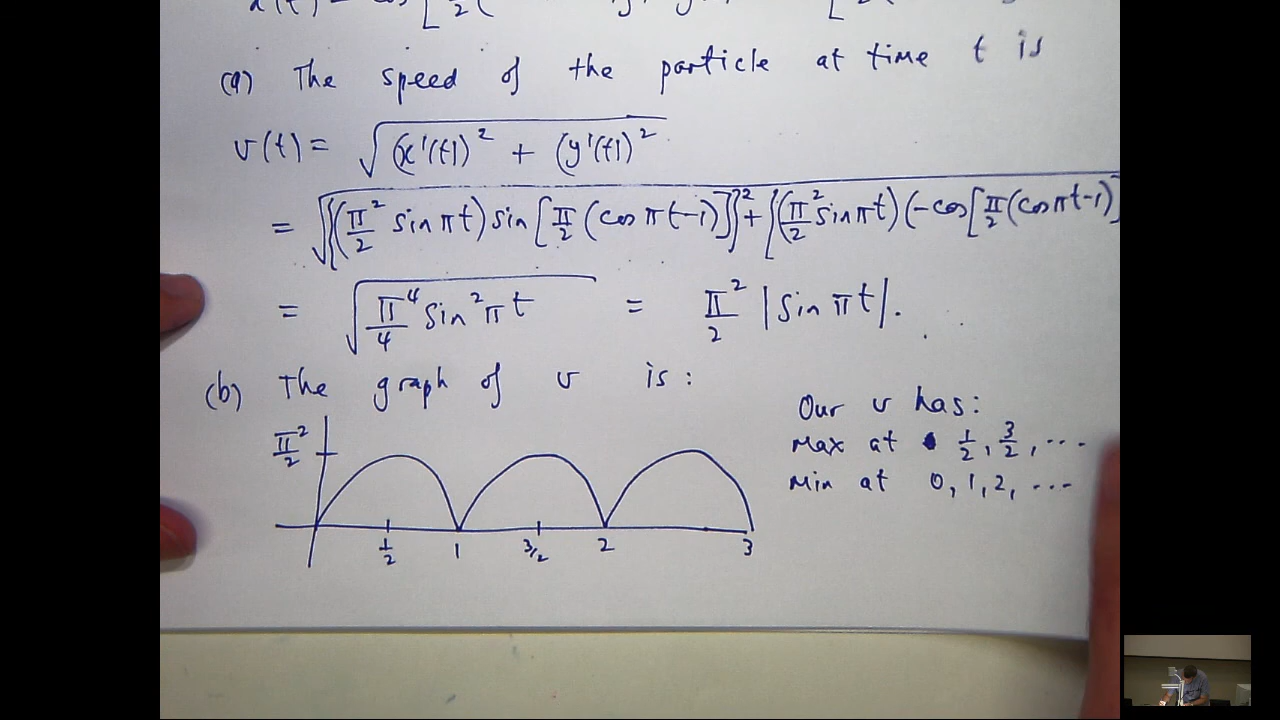 (a) The speed of the particle at time t is
v(t) = √((x'(t))² + (y'(t))²
= √{(π²/2 sin πt) sin [π/2 (cos πt-1)]}² + {(π²/2 sin πt) (-cos[π/2 (cos πt-1)]
= √(π⁴/4 sin² πt) = π²/2 |sin πt|.
(b) The graph of v is:
Our v has:
Max at 1/2, 3/2, ...
Min at 0, 1, 2, ...
π²/2
1/2 1 3/2 2 3